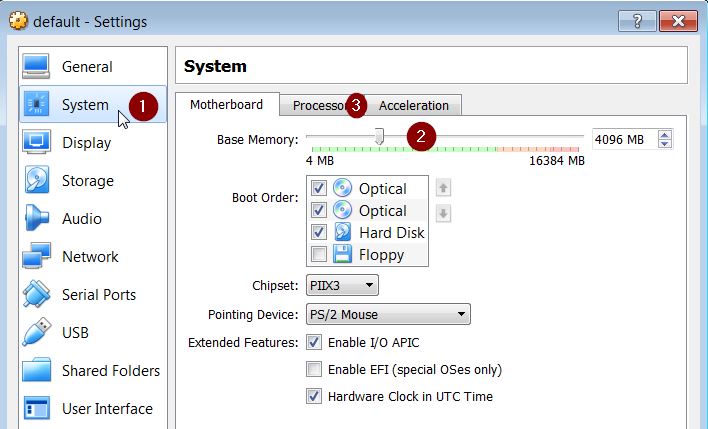 default - Settings
?
General
System
1
Display
Storage
Audio
Network
Serial Ports
USB
Shared Folders
User Interface
System
Motherboard
Processor
3
Acceleration
Base Memory:
2
4096 MB
4 MB
16384 MB
Boot Order:
Optical
Optical
Hard Disk
Floppy
Chipset: PIIX3
Pointing Device: PS/2 Mouse
Extended Features: Enable I/O APIC
Enable EFI (special OSes only)
Hardware Clock in UTC Time